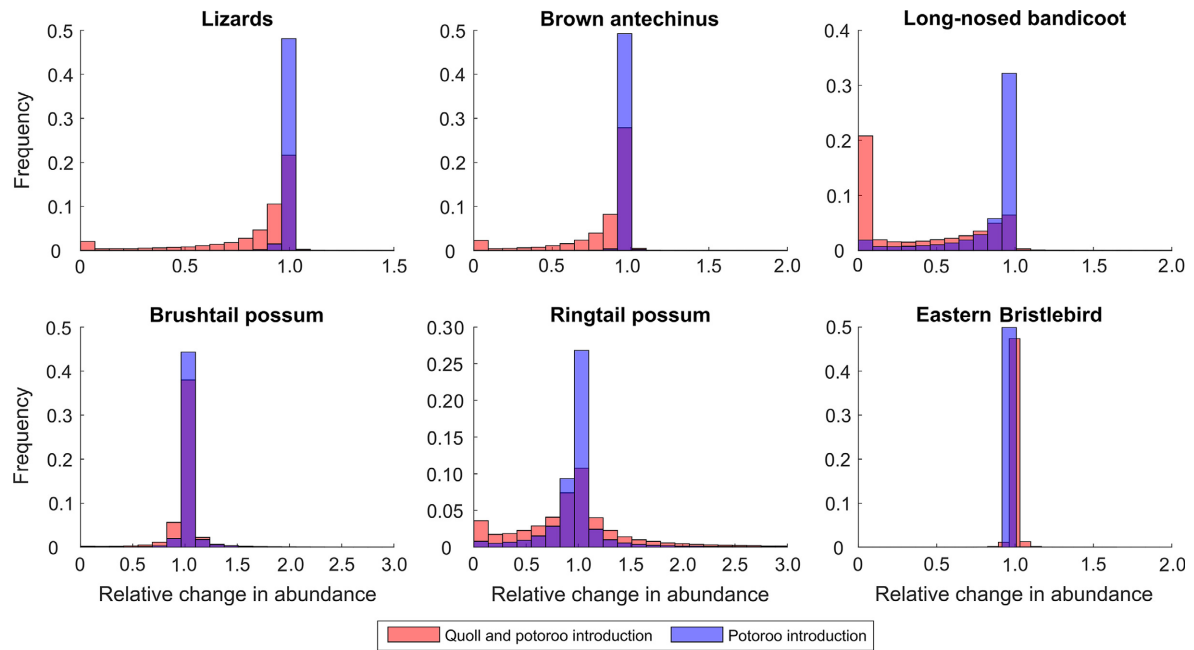 Lizards
Frequency
0.5
0.4
0.3
0.2
0.1
0
0 0.5 1.0 1.5
Brown antechinus
0.5
0.4
0.3
0.2
0.1
0
0 0.5 1.0 1.5 2.0
Long-nosed bandicoot
0.4
0.3
0.2
0.1
0
0 0.5 1.0 1.5 2.0
Brushtail possum
Frequency
0.5
0.4
0.3
0.2
0.1
0
0 0.5 1.0 1.5 2.0 2.5 3.0
Relative change in abundance
Ringtail possum
0.30
0.25
0.20
0.15
0.10
0.05
0
0 0.5 1.0 1.5 2.0 2.5 3.0
Relative change in abundance
Eastern Bristlebird
0.5
0.4
0.3
0.2
0.1
0
0 0.5 1.0 1.5 2.0
Relative change in abundance
Quoll and potoroo introduction Potoroo introduction